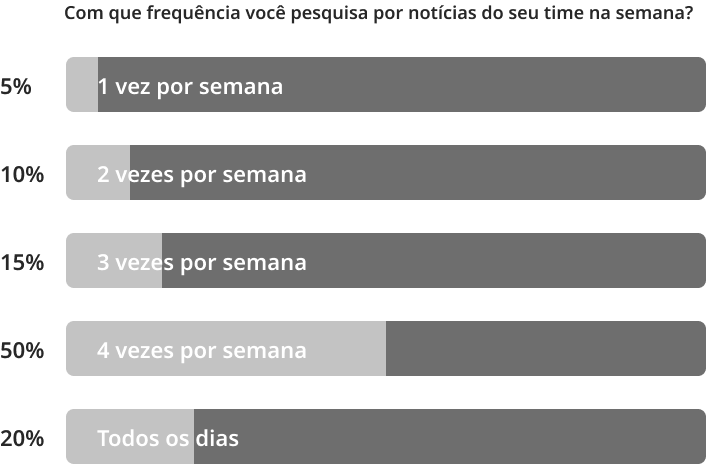 Com que frequência você pesquisa por notícias do seu time na semana?
5% 1 vez por semana
10% 2 vezes por semana
15% 3 vezes por semana
50% 4 vezes por semana
20% Todos os dias